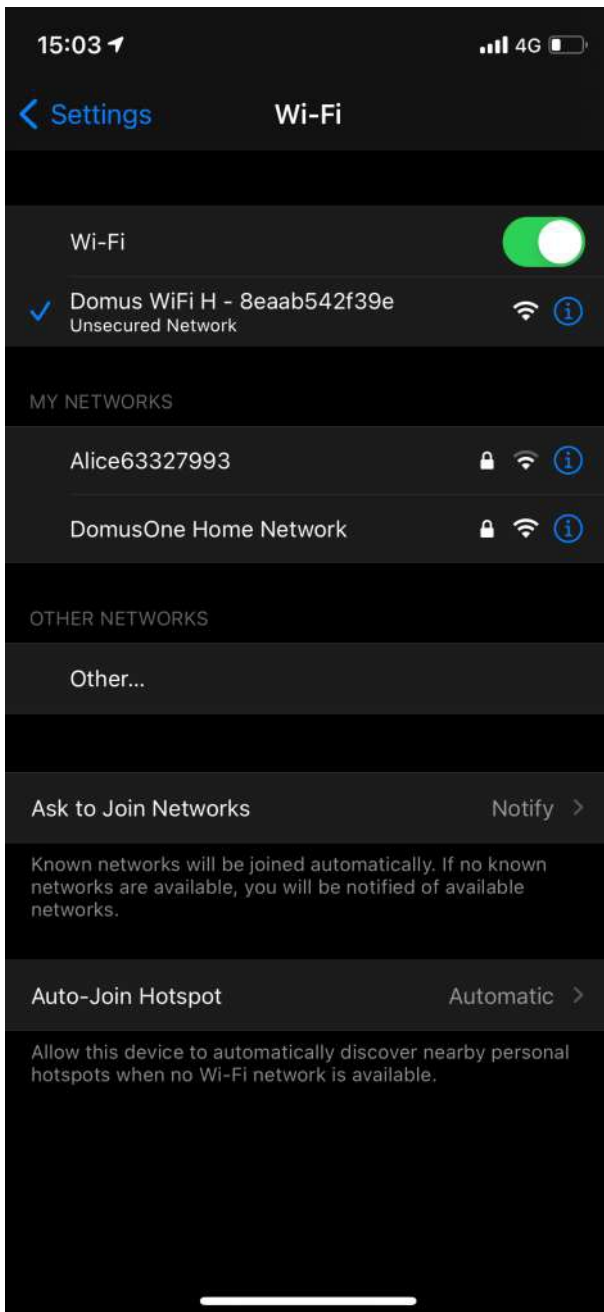 15:03
4G
Settings
Wi-Fi
Wi-Fi
Domus WiFi H - 8eaab542f39e
Unsecured Network
MY NETWORKS
Alice63327993
DomusOne Home Network
OTHER NETWORKS
Other...
Ask to Join Networks
Notify
Known networks will be joined automatically. If no known
networks are available, you will be notified of available
networks.
Auto-Join Hotspot
Automatic
Allow this device to automatically discover nearby personal
hotspots when no Wi-Fi network is available.